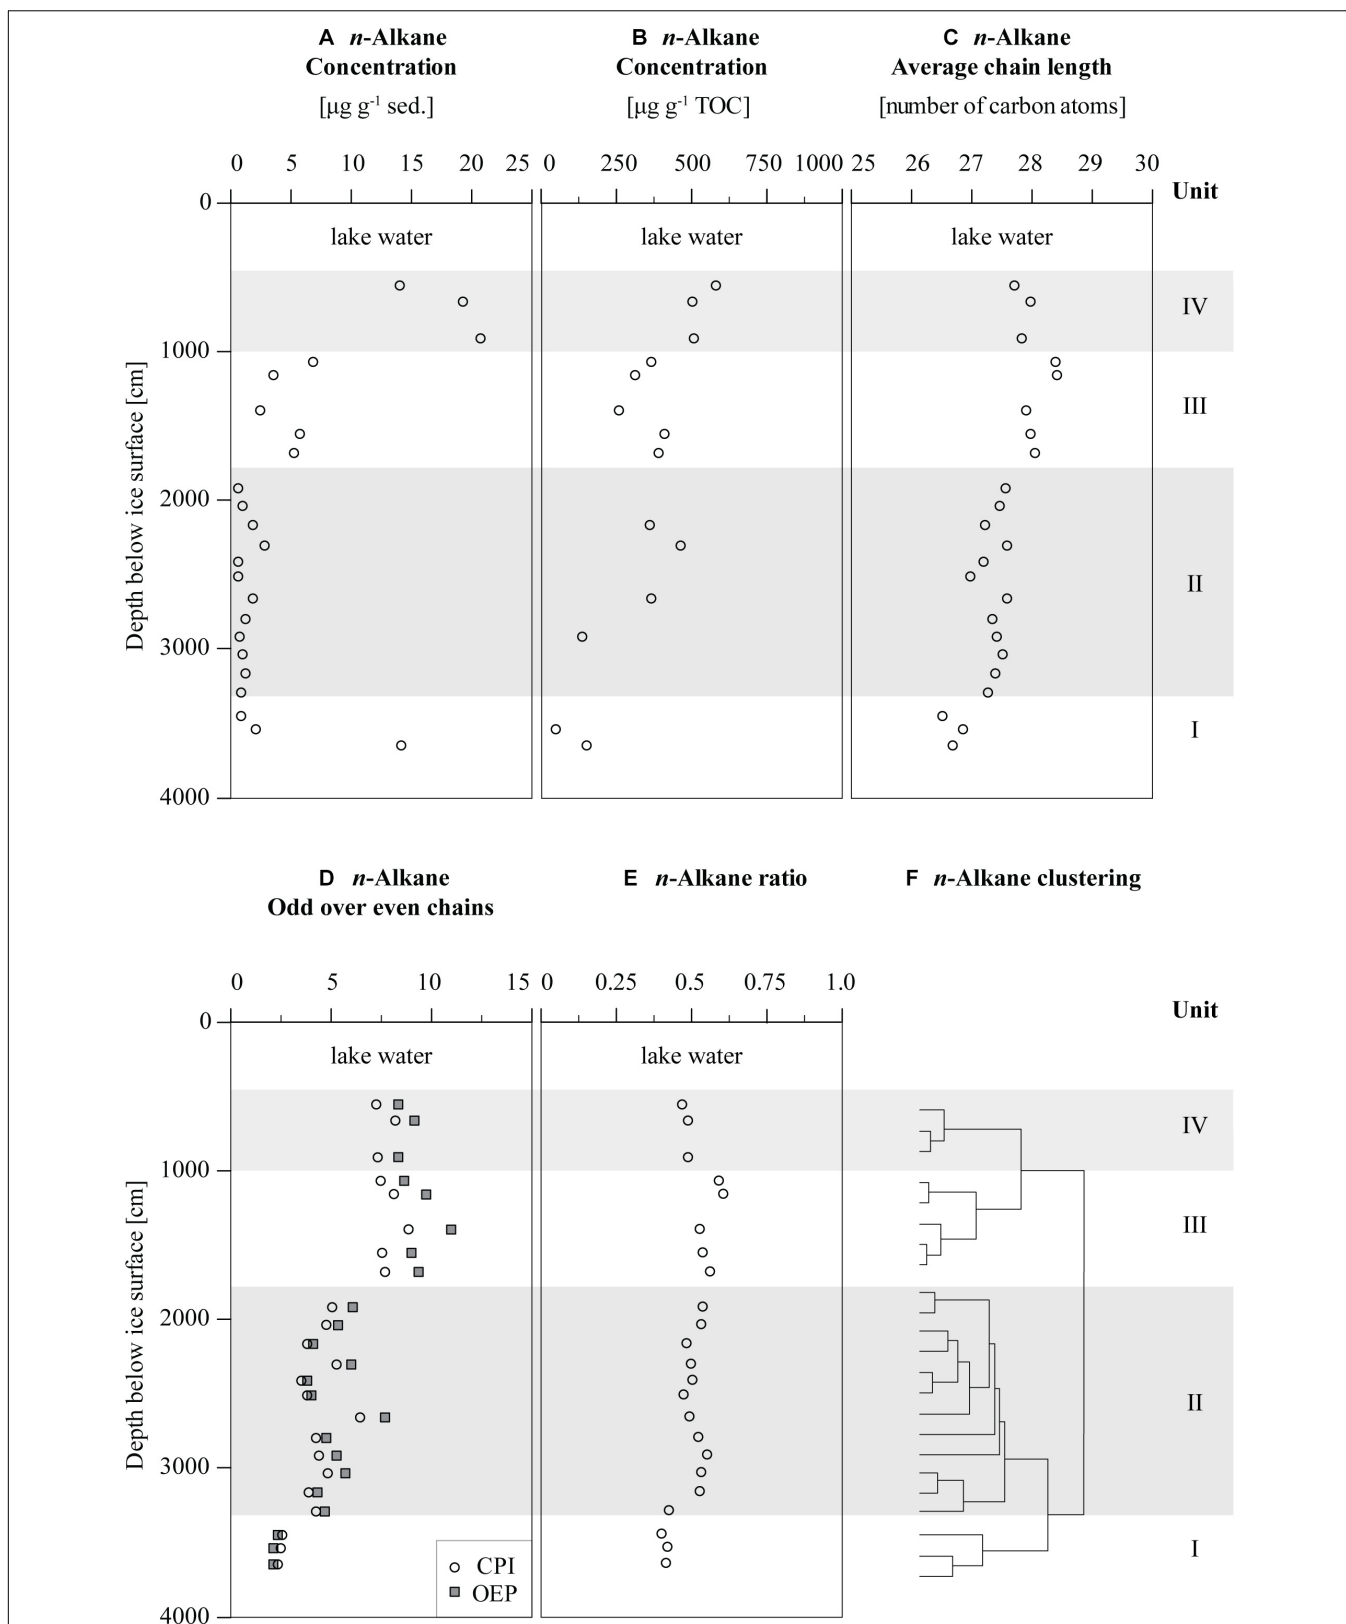 A n-Alkane
Concentration
[µg g⁻¹ sed.]
B n-Alkane
Concentration
[µg g⁻¹ TOC]
C n-Alkane
Average chain length
[number of carbon atoms]
0 5 10 15 20 25
0 250 500 750 1000
25 26 27 28 29 30
Unit
0
1000
2000
3000
4000
Depth below ice surface [cm]
lake water
lake water
lake water
IV
III
II
I
D n-Alkane
Odd over even chains
E n-Alkane ratio
F n-Alkane clustering
0 5 10 15
0 0.25 0.5 0.75 1.0
Unit
0
1000
2000
3000
4000
Depth below ice surface [cm]
lake water
lake water
IV
III
II
I
CPI
OEP